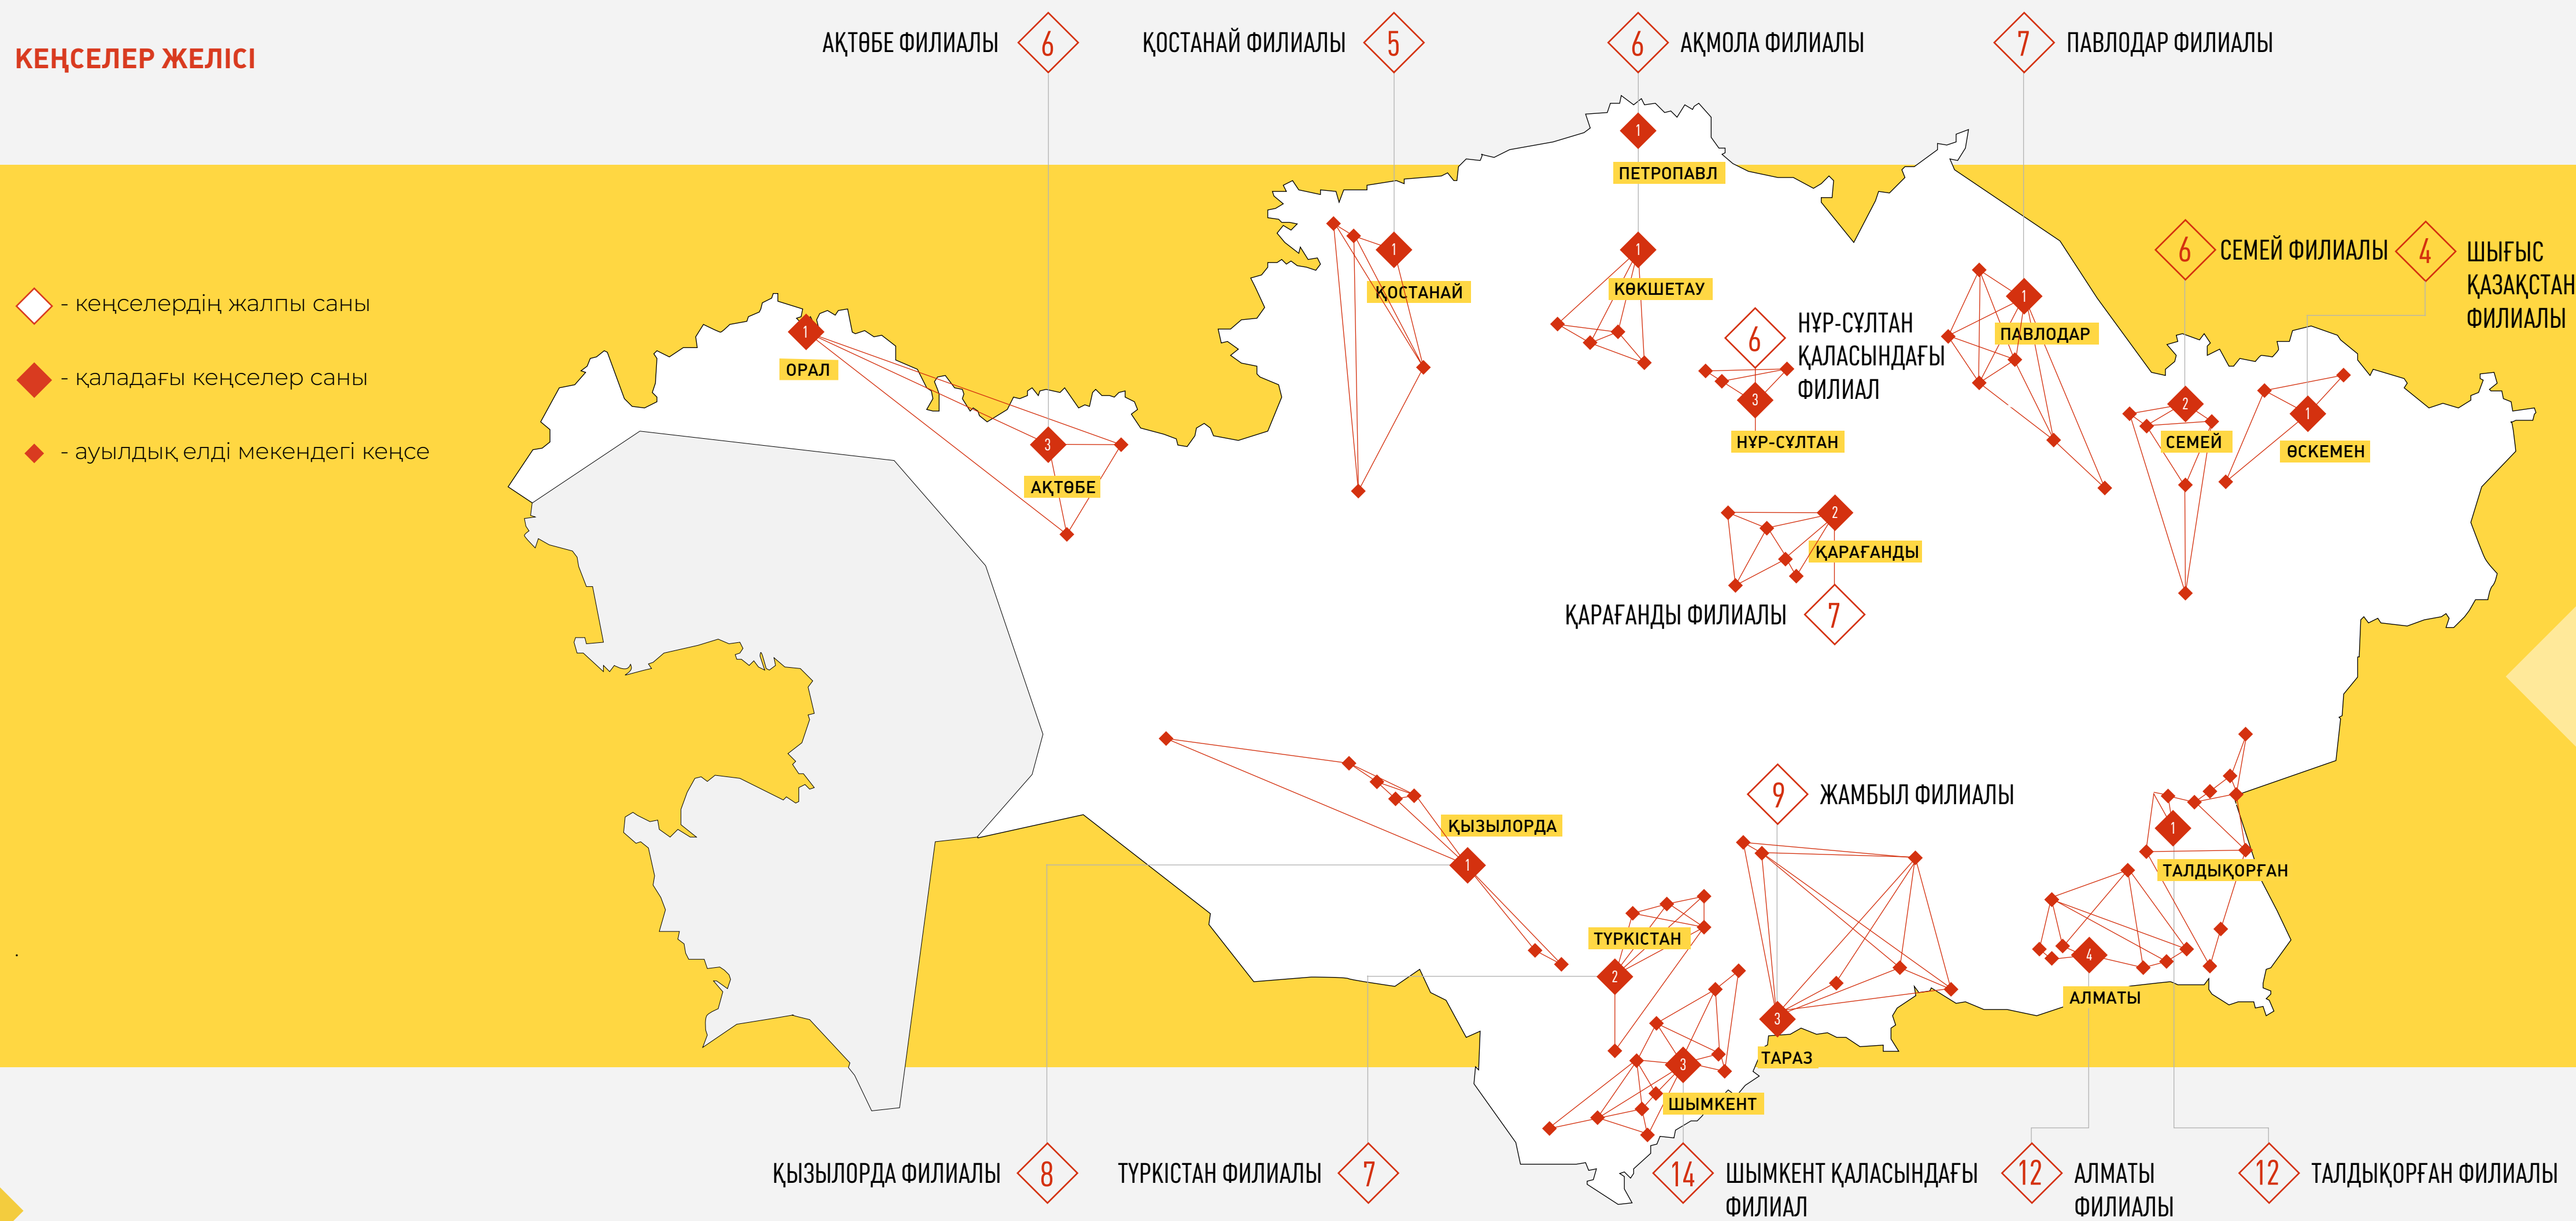 КЕҢСЕЛЕР ЖЕЛІСІ
АҚТӨБЕ ФИЛИАЛЫ 6
ҚОСТАНАЙ ФИЛИАЛЫ 5
6 АҚМОЛА ФИЛИАЛЫ
7 ПАВЛОДАР ФИЛИАЛЫ
- кеңселердің жалпы саны
- қаладағы кеңселер саны
- ауылдық елді мекендегі кеңсе
1
ПЕТРОПАВЛ
1
ҚОСТАНАЙ
1
КӨКШЕТАУ
1
ПАВЛОДАР
6 СЕМЕЙ ФИЛИАЛЫ
4 ШЫҒЫС
ҚАЗАҚСТАН
ФИЛИАЛЫ
1
ОРАЛ
6 НҰР-СҰЛТАН
ҚАЛАСЫНДАҒЫ
ФИЛИАЛ
3
НҰР-СҰЛТАН
2
СЕМЕЙ
1
ӨСКЕМЕН
3
АҚТӨБЕ
2
ҚАРАҒАНДЫ
ҚАРАҒАНДЫ ФИЛИАЛЫ 7
9 ЖАМБЫЛ ФИЛИАЛЫ
ҚЫЗЫЛОРДА
1
1
ТАЛДЫҚОРҒАН
ТҮРКІСТАН
2
4
АЛМАТЫ
3
ТАРАЗ
3
ШЫМКЕНТ
.
ҚЫЗЫЛОРДА ФИЛИАЛЫ 8
ТҮРКІСТАН ФИЛИАЛЫ 7
14 ШЫМКЕНТ ҚАЛАСЫНДАҒЫ
ФИЛИАЛ
12 АЛМАТЫ
ФИЛИАЛЫ
12 ТАЛДЫҚОРҒАН ФИЛИАЛЫ